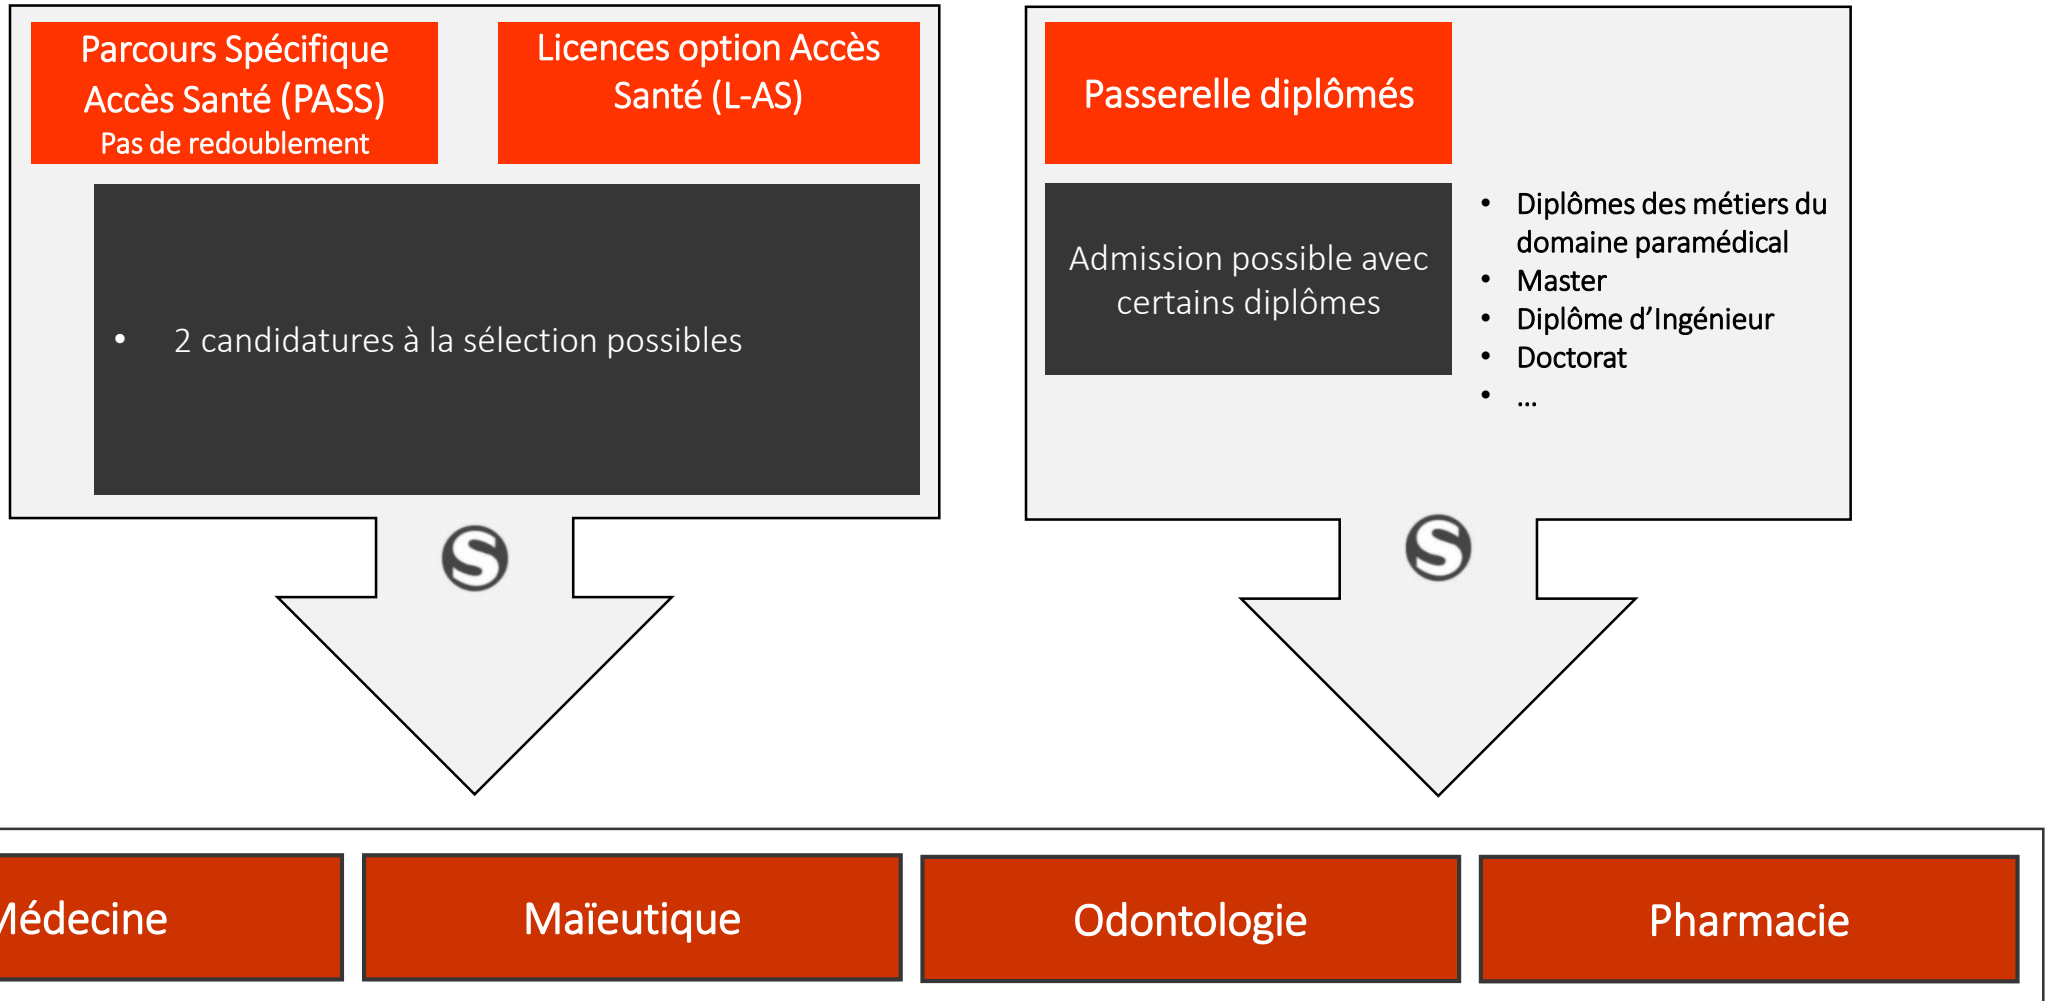 Parcours Spécifique
Accès Santé (PASS)
Pas de redoublement
Licences option Accès
Santé (L-AS)
• 2 candidatures à la sélection possibles
S
Passerelle diplômés
Admission possible avec
certains diplômes
• Diplômes des métiers du
domaine paramédical
• Master
• Diplôme d’Ingénieur
• Doctorat
• …
S
Médecine
Maïeutique
Odontologie
Pharmacie